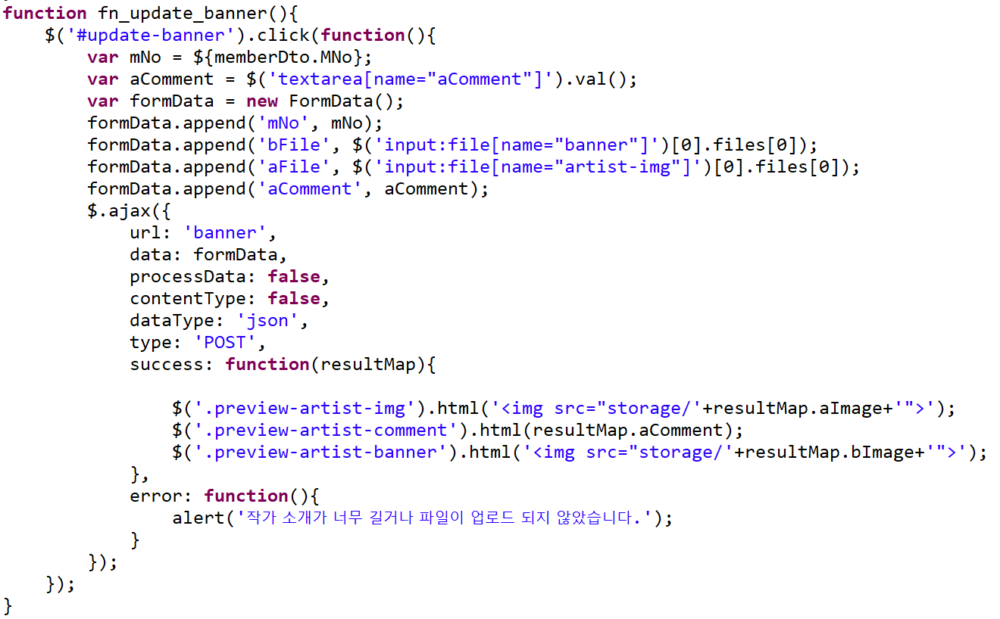 function fn_update_banner(){
    $('#update-banner').click(function(){
        var mNo = ${memberDto.MNo};
        var aComment = $('textarea[name="aComment"]').val();
        var formData = new FormData();
        formData.append('mNo', mNo);
        formData.append('bFile', $('input:file[name="banner"]')[0].files[0]);
        formData.append('aFile', $('input:file[name="artist-img"]')[0].files[0]);
        formData.append('aComment', aComment);
        $.ajax({
            url: 'banner',
            data: formData,
            processData: false,
            contentType: false,
            dataType: 'json',
            type: 'POST',
            success: function(resultMap){
                $('.preview-artist-img').html('<img src="storage/'+resultMap.aImage+'">');
                $('.preview-artist-comment').html(resultMap.aComment);
                $('.preview-artist-banner').html('<img src="storage/'+resultMap.bImage+'">');
            },
            error: function(){
                alert('작가 소개가 너무 길거나 파일이 업로드 되지 않았습니다.');
            }
        });
    });
}